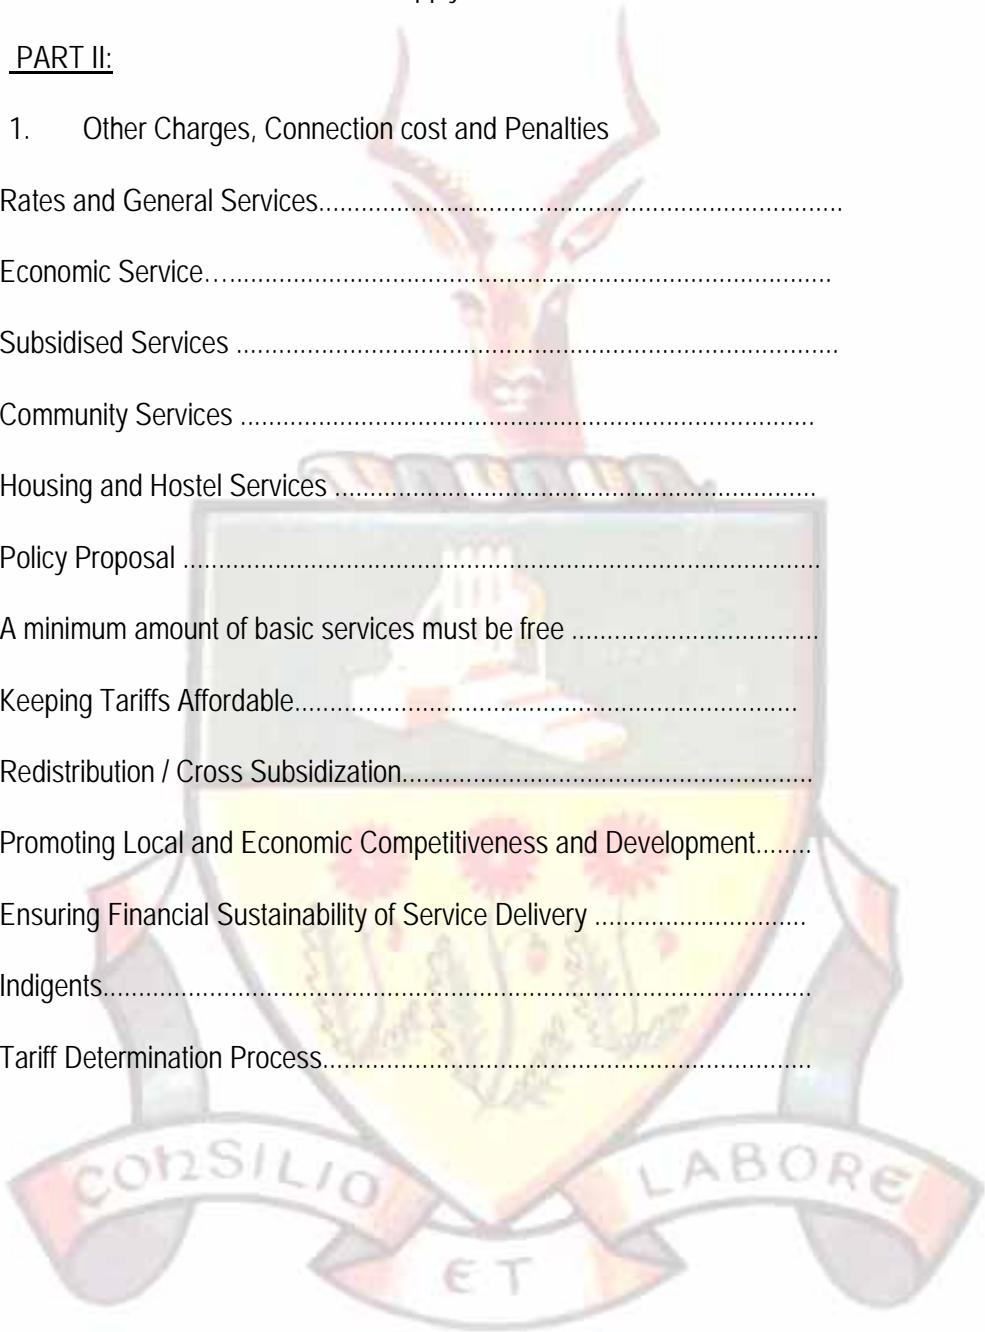 PART II:
1. Other Charges, Connection cost and Penalties
Rates and General Services..........................................................................
Economic Service….....................................................................................
Subsidised Services .....................................................................................
Community Services .................................................................................
Housing and Hostel Services ....................................................................
Policy Proposal ..........................................................................................
A minimum amount of basic services must be free ...................................
Keeping Tariffs Affordable.......................................................................
Redistribution / Cross Subsidization..........................................................
Promoting Local and Economic Competitiveness and Development........
Ensuring Financial Sustainability of Service Delivery ..............................
Indigents....................................................................................................
Tariff Determination Process.....................................................................
CONSILIO ET LABORE